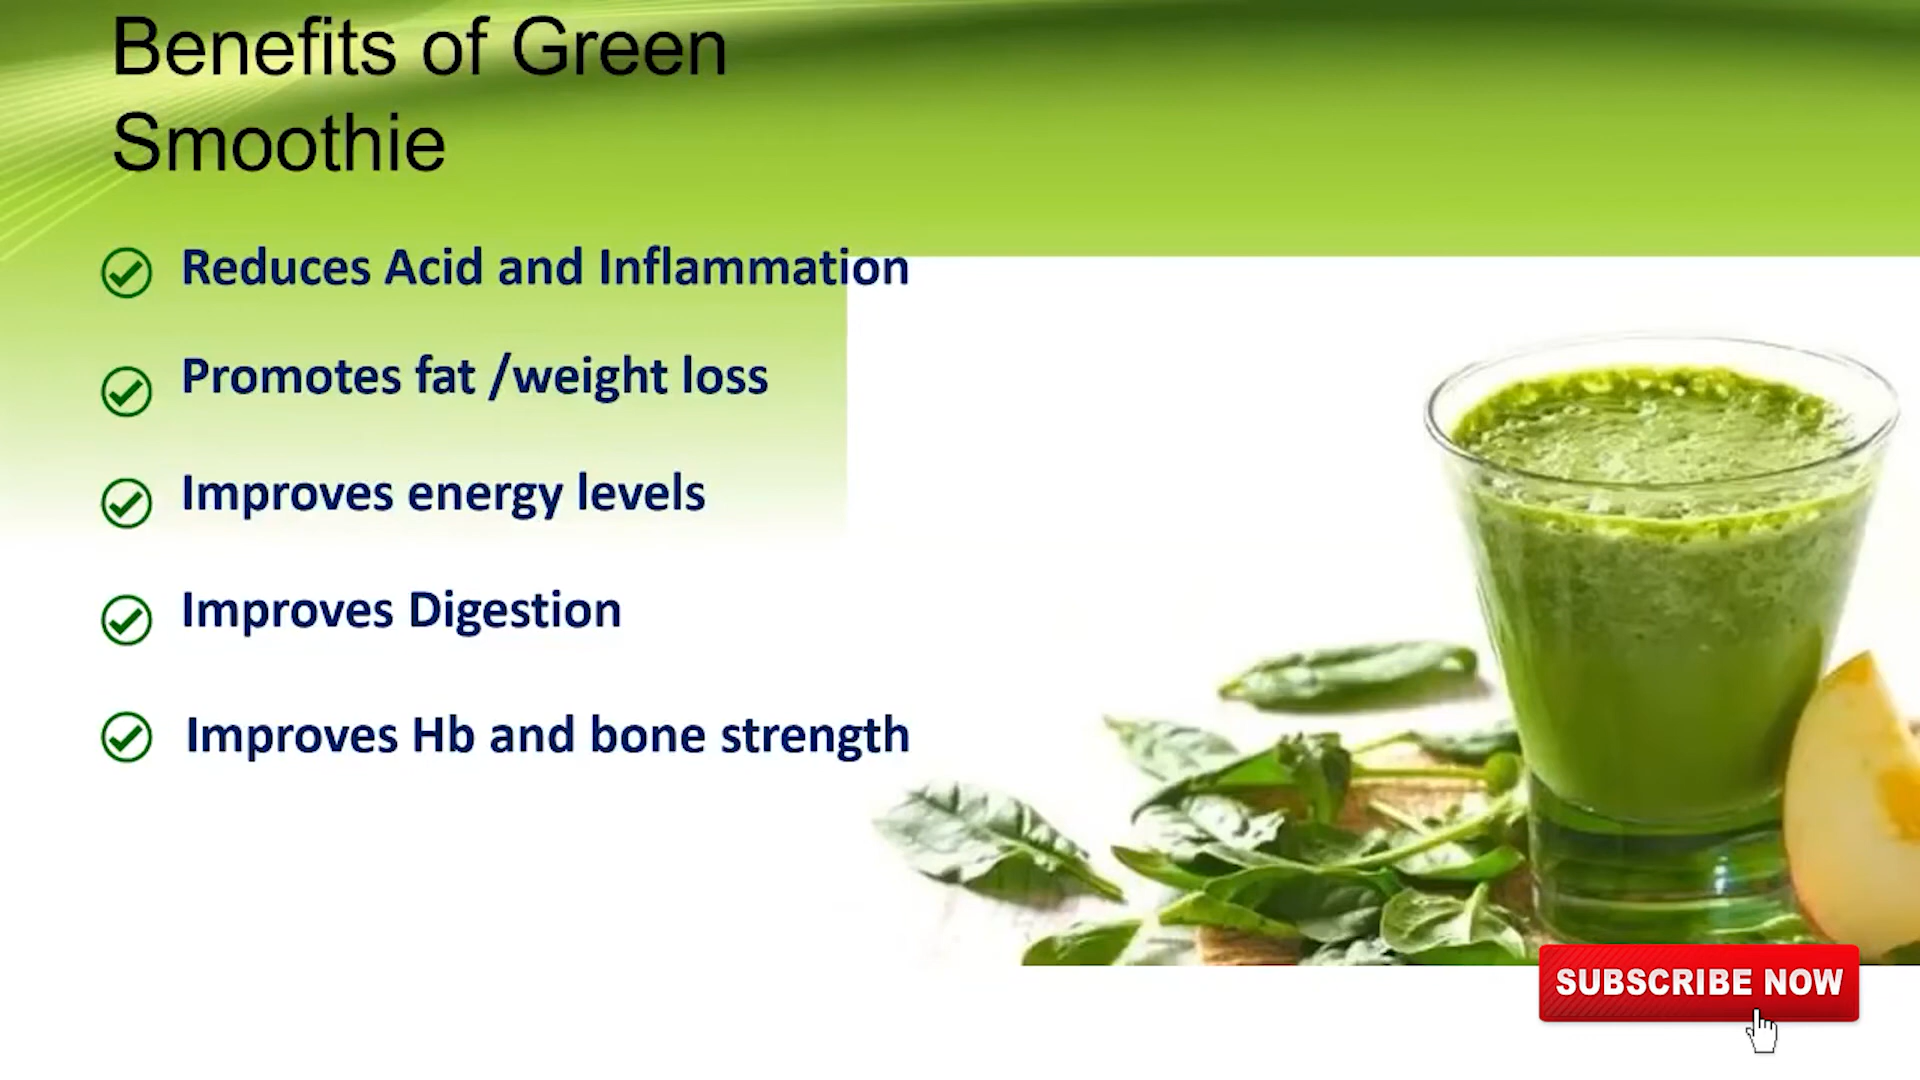 Benefits of Green
Smoothie
Reduces Acid and Inflammation
Promotes fat /weight loss
Improves energy levels
Improves Digestion
Improves Hb and bone strength
SUBSCRIBE NOW